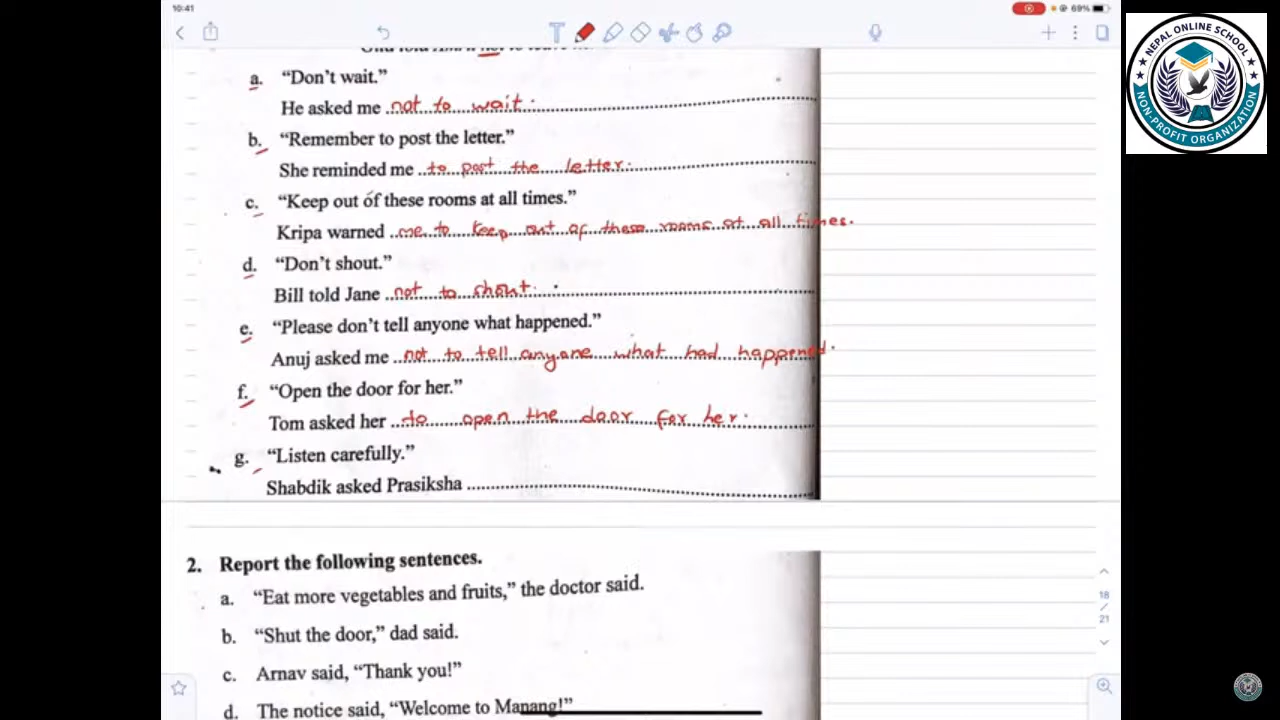 10:41
69%
NEPAL ONLINE SCHOOL
NON-PROFIT ORGANIZATION
a. “Don’t wait.”
He asked me not to wait.
b. “Remember to post the letter.”
She reminded me to post the letter.
c. “Keep out of these rooms at all times.”
Kripa warned me to keep out of these rooms at all times.
d. “Don’t shout.”
Bill told Jane not to shout.
e. “Please don’t tell anyone what happened.”
Anuj asked me not to tell anyone what had happened.
f. “Open the door for her.”
Tom asked her to open the door for her.
g. “Listen carefully.”
Shabdik asked Prasiksha
2. Report the following sentences.
a. “Eat more vegetables and fruits,” the doctor said.
b. “Shut the door,” dad said.
c. Arnav said, “Thank you!”
d. The notice said, “Welcome to Manang!”
18
/
21